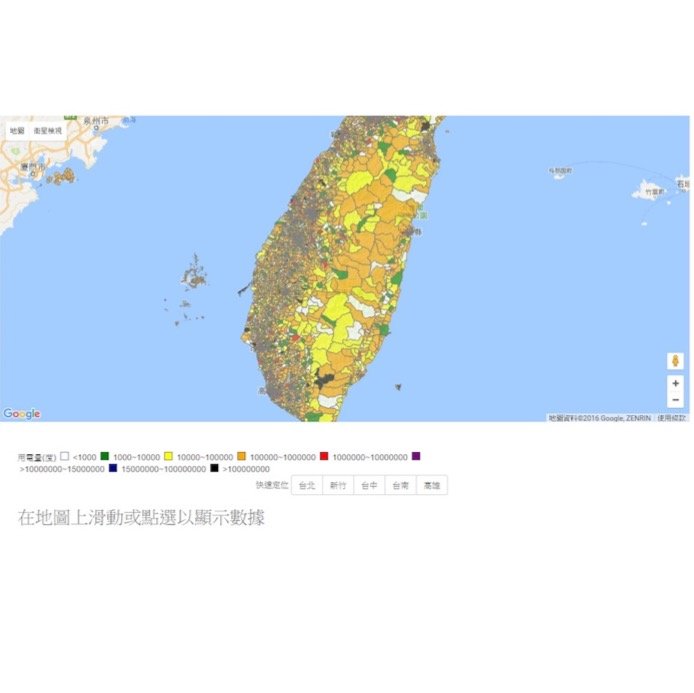 泉州市
地圖 衛星檢視
廈門市
與那國町
竹富町
石垣
Google
地圖資料©2016 Google, ZENRIN 使用條款
用電量(度) <1000 1000~10000 10000~100000 100000~1000000 1000000~10000000
>10000000~15000000 15000000~100000000 >100000000
快速定位 台北 新竹 台中 台南 高雄
在地圖上滑動或點選以顯示數據